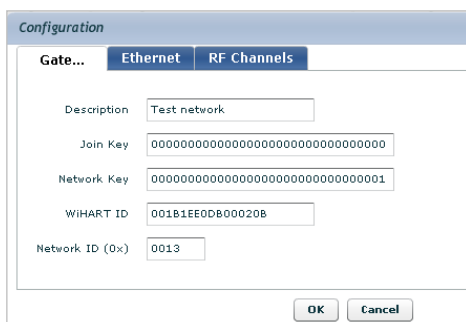 Configuration
Gate... Ethernet RF Channels
Description Test network
Join Key 00000000000000000000000000000000
Network Key 00000000000000000000000000000001
WiHART ID 001B1EE0DB00020B
Network ID (0x) 0013
OK Cancel